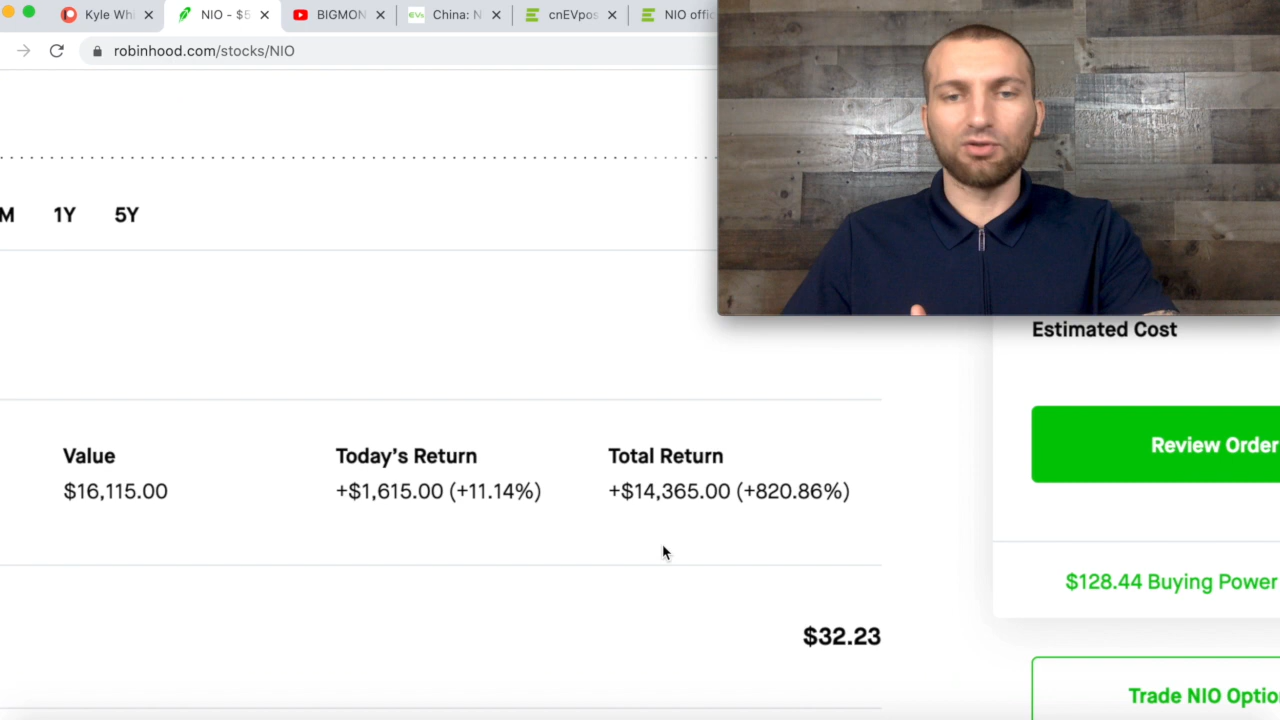 Kyle Whi NIO - $5 BIGMON China: N cnEVpos NIO offic
robinhood.com/stocks/NIO
M 1Y 5Y
Estimated Cost
Review Order
Value Today's Return Total Return
$16,115.00 +$1,615.00 (+11.14%) +$14,365.00 (+820.86%)
$128.44 Buying Power
$32.23
Trade NIO Optio